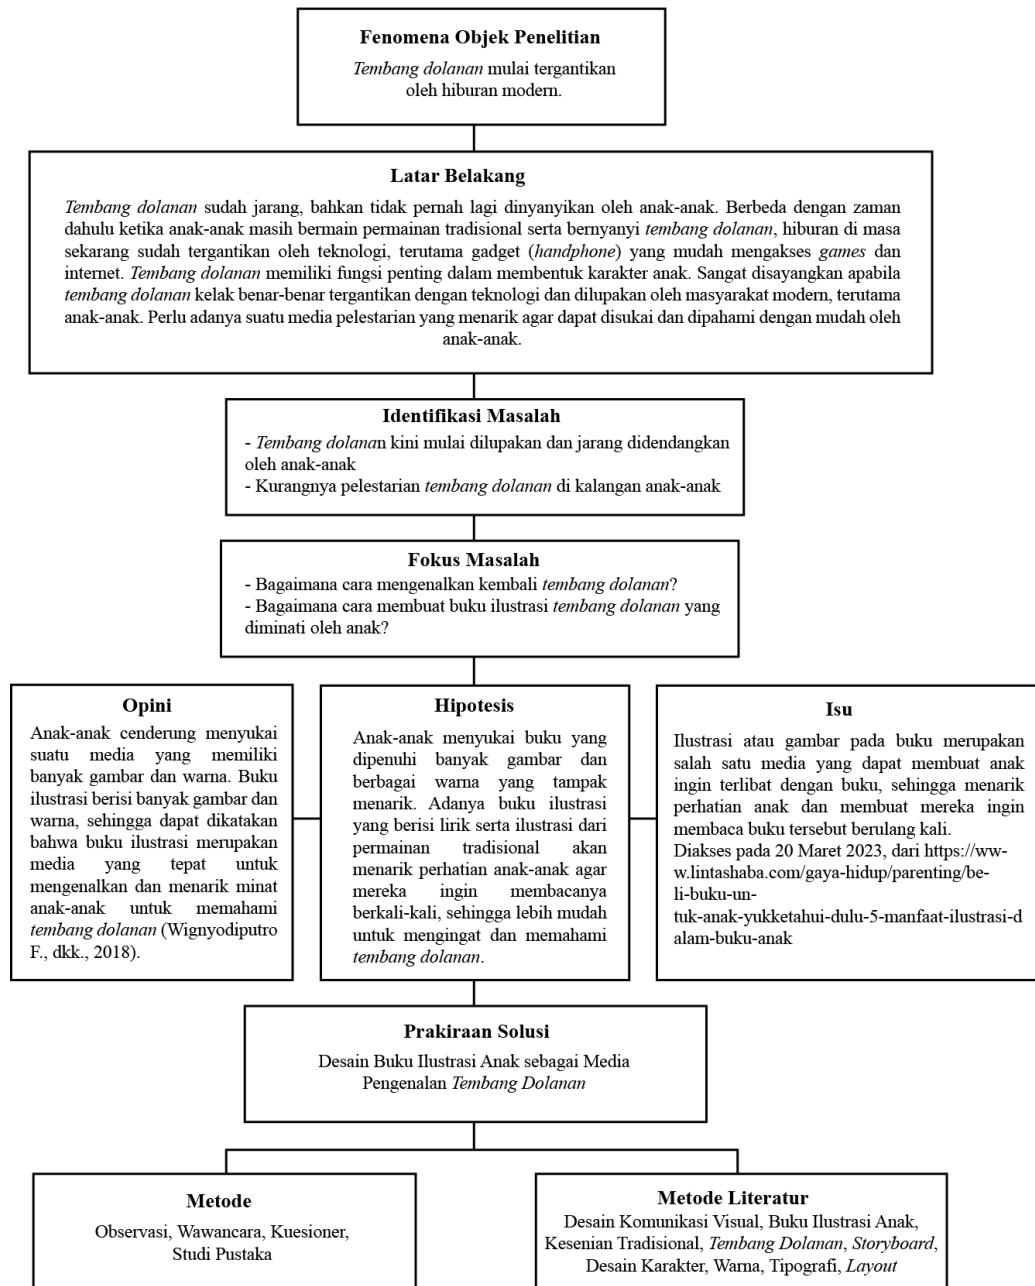 Fenomena Objek Penelitian
Tembang dolanan mulai tergantikan
oleh hiburan modern.
Latar Belakang
Tembang dolanan sudah jarang, bahkan tidak pernah lagi dinyanyikan oleh anak-anak. Berbeda dengan zaman
dahulu ketika anak-anak masih bermain permainan tradisional serta bernyanyi tembang dolanan, hiburan di masa
sekarang sudah tergantikan oleh teknologi, terutama gadget (handphone) yang mudah mengakses games dan
internet. Tembang dolanan memiliki fungsi penting dalam membentuk karakter anak. Sangat disayangkan apabila
tembang dolanan kelak benar-benar tergantikan dengan teknologi dan dilupakan oleh masyarakat modern, terutama
anak-anak. Perlu adanya suatu media pelestarian yang menarik agar dapat disukai dan dipahami dengan mudah oleh
anak-anak.
Identifikasi Masalah
- Tembang dolanan kini mulai dilupakan dan jarang didendangkan
oleh anak-anak
- Kurangnya pelestarian tembang dolanan di kalangan anak-anak
Fokus Masalah
- Bagaimana cara mengenalkan kembali tembang dolanan?
- Bagaimana cara membuat buku ilustrasi tembang dolanan yang
diminati oleh anak?
Opini
Anak-anak cenderung menyukai
suatu media yang memiliki
banyak gambar dan warna. Buku
ilustrasi berisi banyak gambar dan
warna, sehingga dapat dikatakan
bahwa buku ilustrasi merupakan
media yang tepat untuk
mengenalkan dan menarik minat
anak-anak untuk memahami
tembang dolanan (Wignyodiputro
F., dkk., 2018).
Hipotesis
Anak-anak menyukai buku yang
dipenuhi banyak gambar dan
berbagai warna yang tampak
menarik. Adanya buku ilustrasi
yang berisi lirik serta ilustrasi dari
permainan tradisional akan
menarik perhatian anak-anak agar
mereka ingin membacanya
berkali-kali, sehingga lebih mudah
untuk mengingat dan memahami
tembang dolanan.
Isu
Ilustrasi atau gambar pada buku merupakan
salah satu media yang dapat membuat anak
ingin terlibat dengan buku, sehingga menarik
perhatian anak dan membuat mereka ingin
membaca buku tersebut berulang kali.
Diakses pada 20 Maret 2023, dari https://ww-
w.lintashaba.com/gaya-hidup/parenting/be-
li-buku-un-
tuk-anak-yukketahui-dulu-5-manfaat-ilustrasi-d
alam-buku-anak
Prakiraan Solusi
Desain Buku Ilustrasi Anak sebagai Media
Pengenalan Tembang Dolanan
Metode
Observasi, Wawancara, Kuesioner,
Studi Pustaka
Metode Literatur
Desain Komunikasi Visual, Buku Ilustrasi Anak,
Kesenian Tradisional, Tembang Dolanan, Storyboard,
Desain Karakter, Warna, Tipografi, Layout